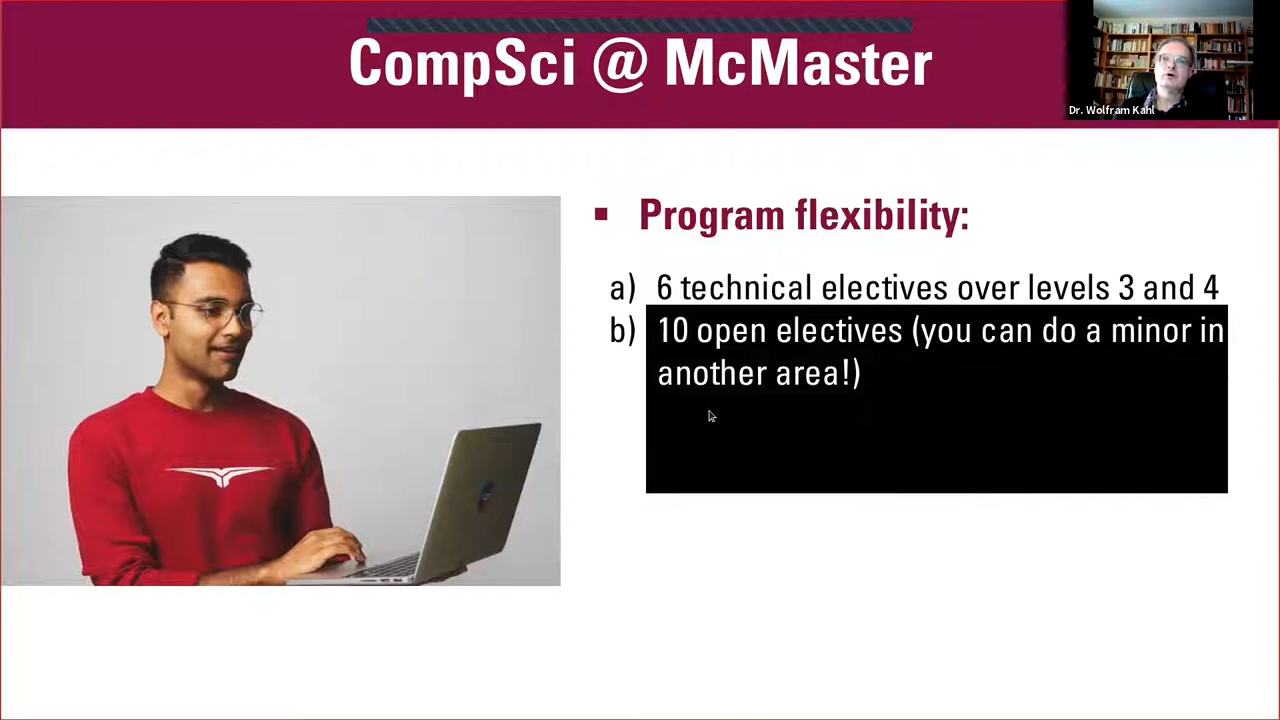 CompSci @ McMaster
Dr. Wolfram Kahl
▪ Program flexibility:
a) 6 technical electives over levels 3 and 4
b) 10 open electives (you can do a minor in
another area!)